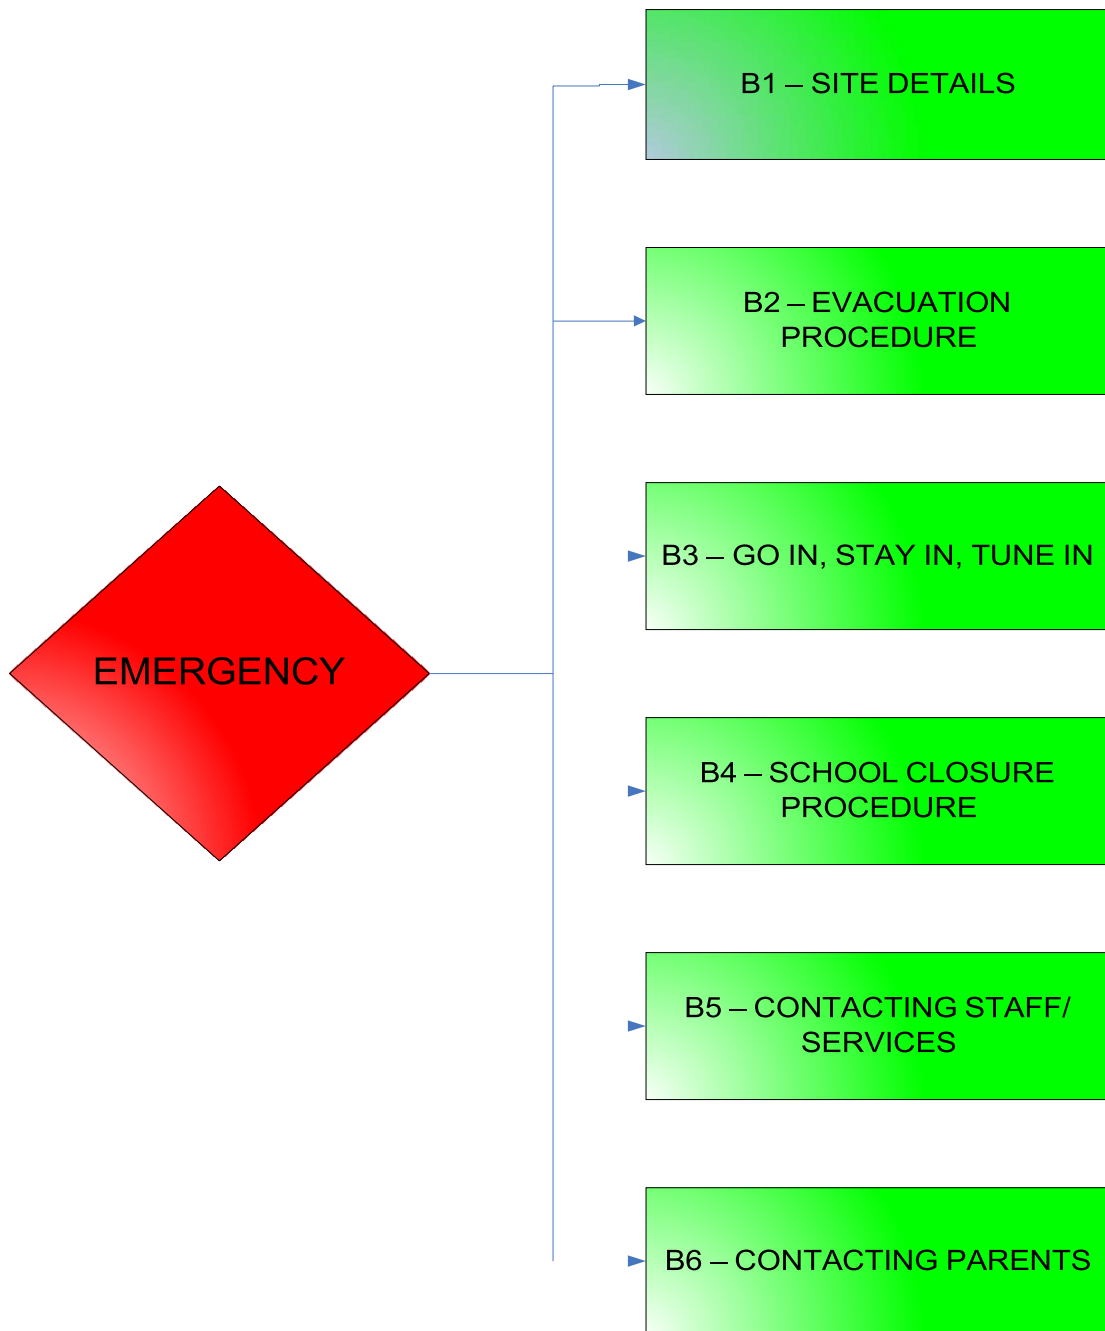 B1 – SITE DETAILS
B2 – EVACUATION
PROCEDURE
B3 – GO IN, STAY IN, TUNE IN
EMERGENCY
B4 – SCHOOL CLOSURE
PROCEDURE
B5 – CONTACTING STAFF/
SERVICES
B6 – CONTACTING PARENTS